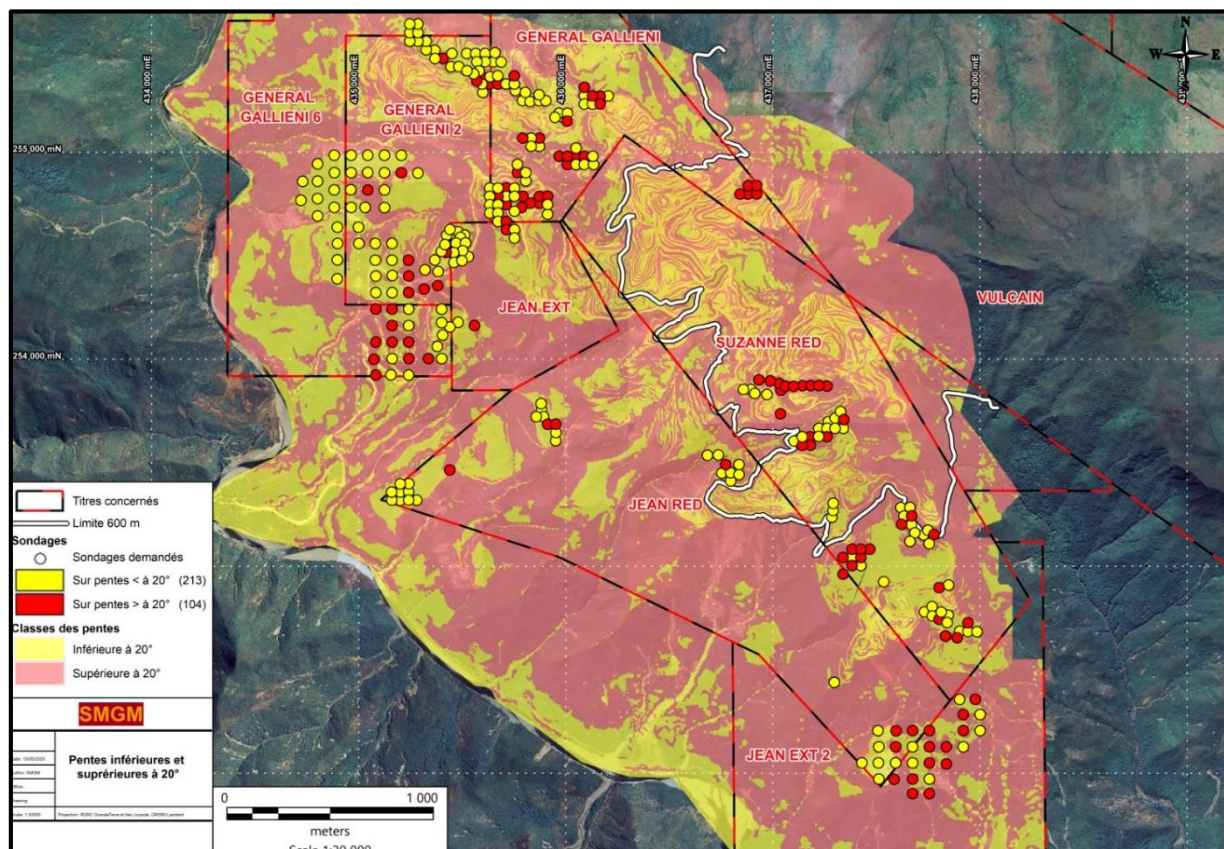 GENERAL GALLIENI
N
W E
S
434 000 mE
435 000 mE
436 000 mE
437 000 mE
438 000 mE
GENERAL
GALLIENI 6
GENERAL
GALLIENI 2
255,000 mN
JEAN EXT
VULCAIN
SUZANNE RED
254,000 mN
JEAN RED
JEAN EXT 2
Titres concernés
Limite 600 m
Sondages
Sondages demandés
Sur pentes < à 20° (213)
Sur pentes > à 20° (104)
Classes des pentes
Inférieure à 20°
Supérieure à 20°
SMGM
Pentes inférieures et
suprérieures à 20°
0 1 000
meters
Scale 1:20 000